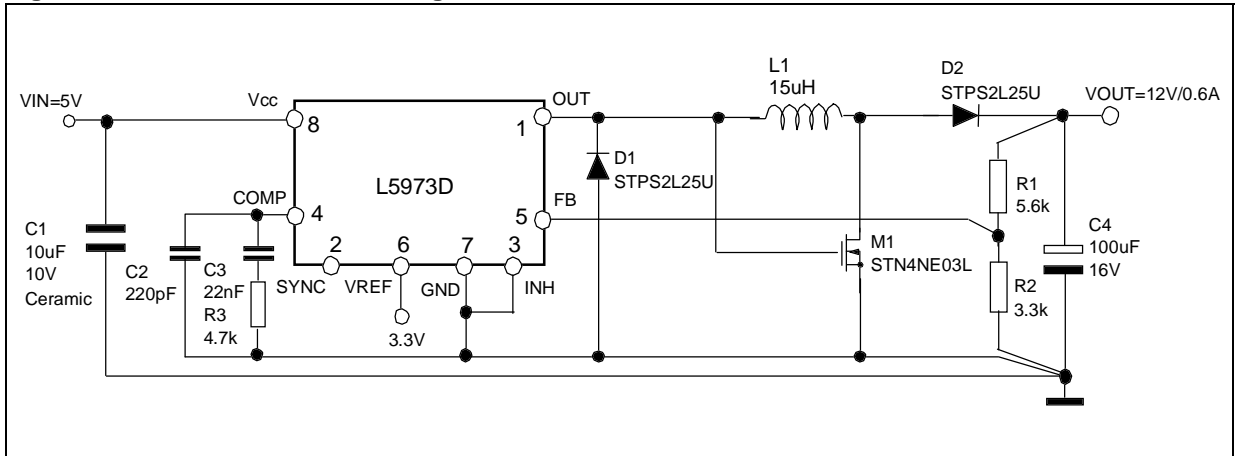 L1
15uH
D2
STPS2L25U
VOUT=12V/0.6A
VIN=5V
Vcc
8
OUT
1
D1
STPS2L25U
L5973D
COMP
4
FB
5
R1
5.6k
C1
10uF
10V
Ceramic
C2
220pF
C3
22nF
R3
4.7k
2
SYNC
6
VREF
7
GND
3
INH
3.3V
M1
STN4NE03L
C4
100uF
16V
R2
3.3k